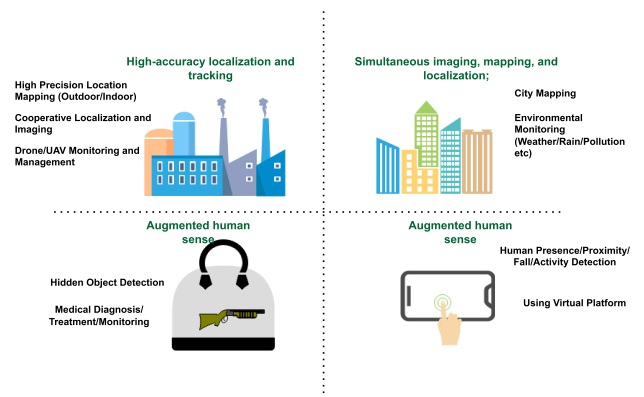 High-accuracy localization and
tracking
High Precision Location
Mapping (Outdoor/Indoor)
Cooperative Localization and
Imaging
Drone/UAV Monitoring and
Management
Simultaneous imaging, mapping, and
localization;
City Mapping
Environmental
Monitoring
(Weather/Rain/Pollution
etc)
Augmented human
sense
Hidden Object Detection
Medical Diagnosis/
Treatment/Monitoring
Augmented human
sense
Human Presence/Proximity/
Fall/Activity Detection
Using Virtual Platform